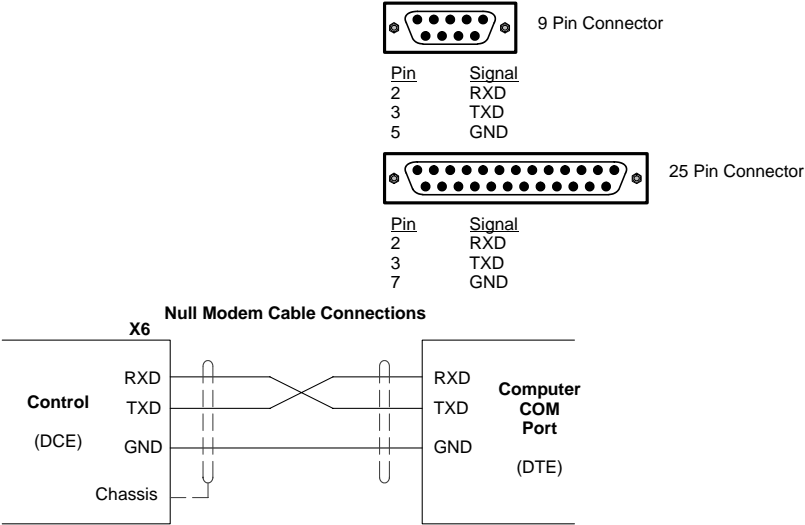 9 Pin Connector
Pin Signal
2 RXD
3 TXD
5 GND
25 Pin Connector
Pin Signal
2 RXD
3 TXD
7 GND
Null Modem Cable Connections
X6
Control
(DCE)
RXD
TXD
GND
Chassis
RXD
TXD
GND
Computer
COM
Port
(DTE)